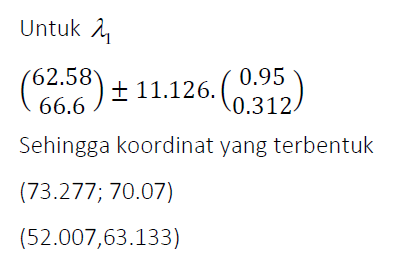 Untuk λ₁
(62.58 66.6) ± 11.126. (0.95 0.312)
Sehingga koordinat yang terbentuk
(73.277; 70.07)
(52.007,63.133)